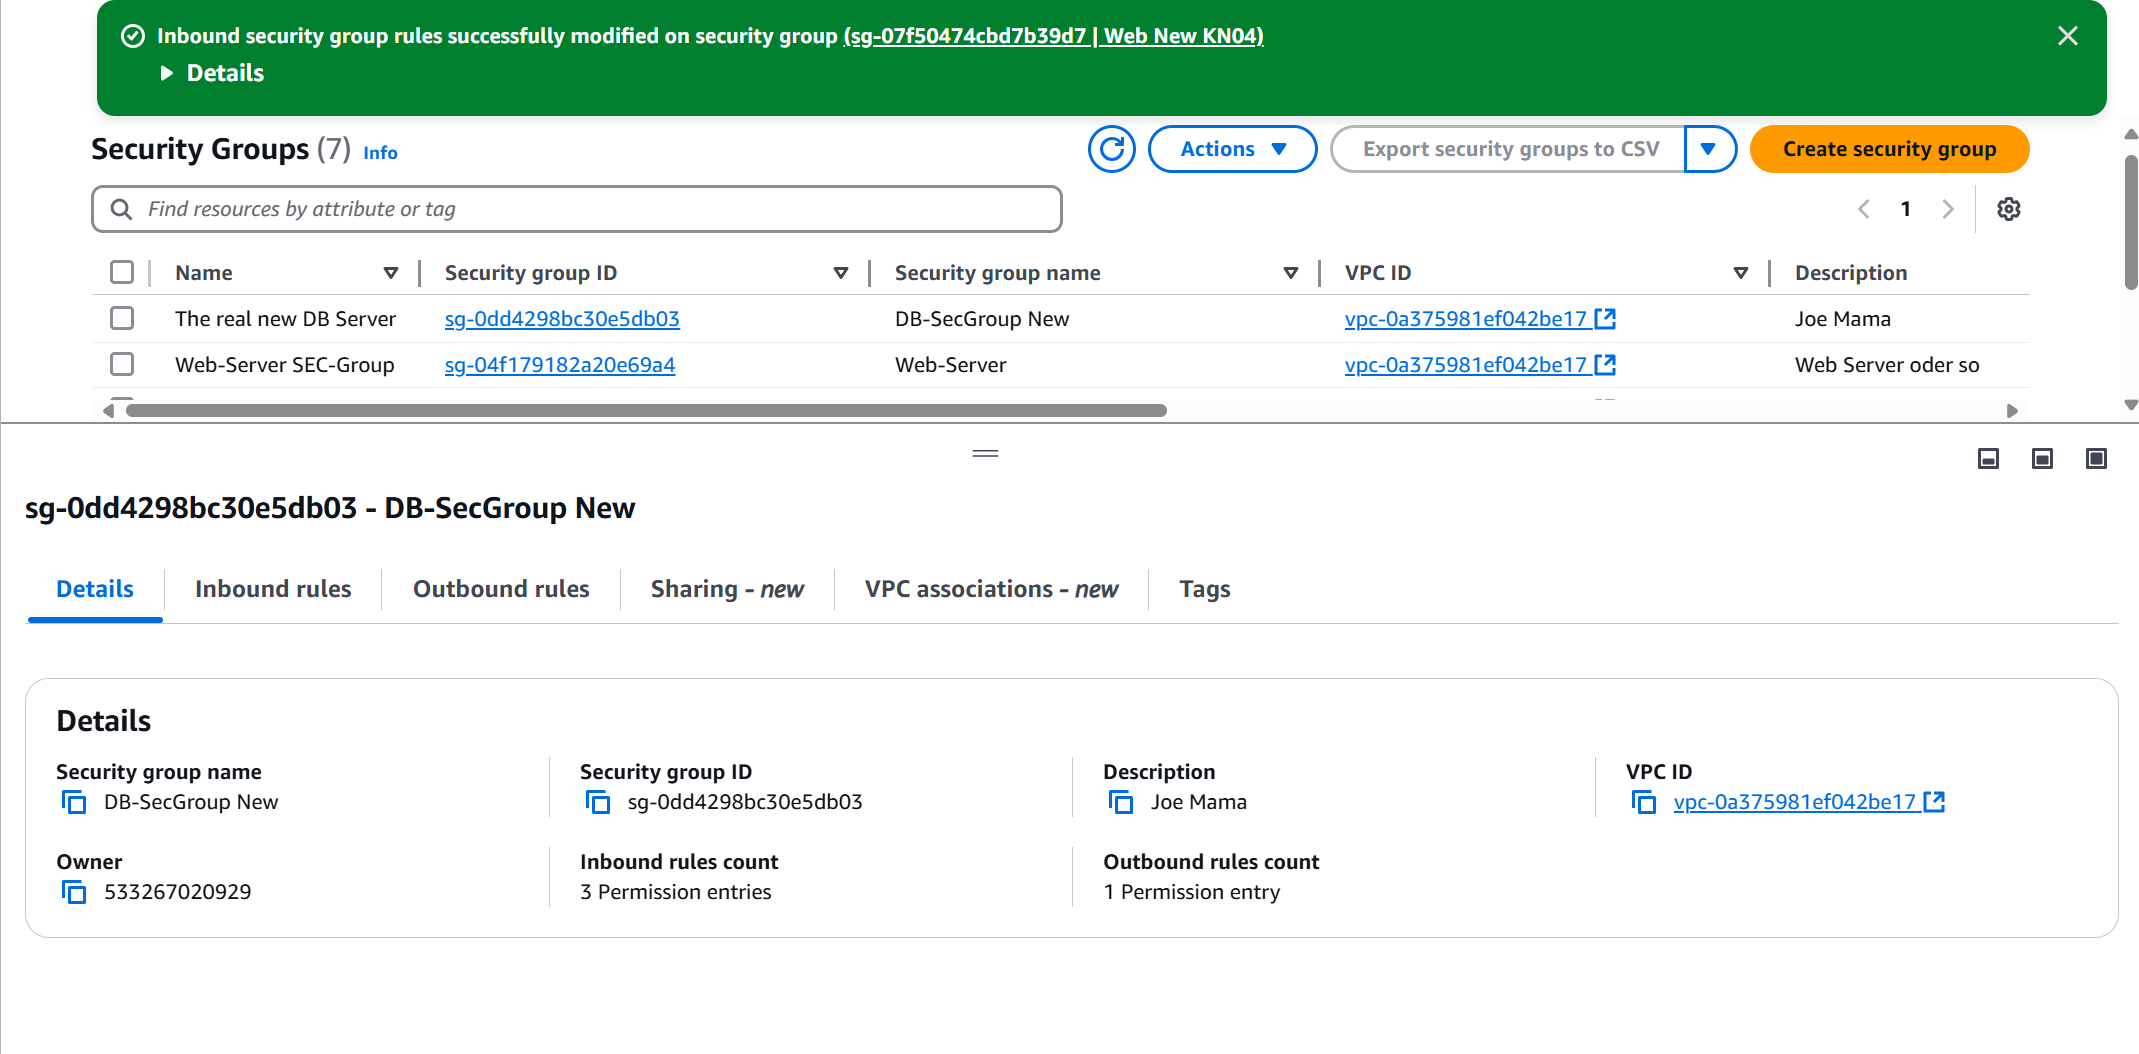 Inbound security group rules successfully modified on security group (sg-07f50474cbd7b39d7 | Web New KN04)
Details
Security Groups (7) Info
Actions
Export security groups to CSV
Create security group
Find resources by attribute or tag
1
Name Security group ID Security group name VPC ID Description
The real new DB Server sg-0dd4298bc30e5db03 DB-SecGroup New vpc-0a375981ef042be17 Joe Mama
Web-Server SEC-Group sg-04f179182a20e69a4 Web-Server vpc-0a375981ef042be17 Web Server oder so
sg-0dd4298bc30e5db03 - DB-SecGroup New
Details Inbound rules Outbound rules Sharing - new VPC associations - new Tags
Details
Security group name Security group ID Description VPC ID
DB-SecGroup New sg-0dd4298bc30e5db03 Joe Mama vpc-0a375981ef042be17
Owner Inbound rules count Outbound rules count
533267020929 3 Permission entries 1 Permission entry